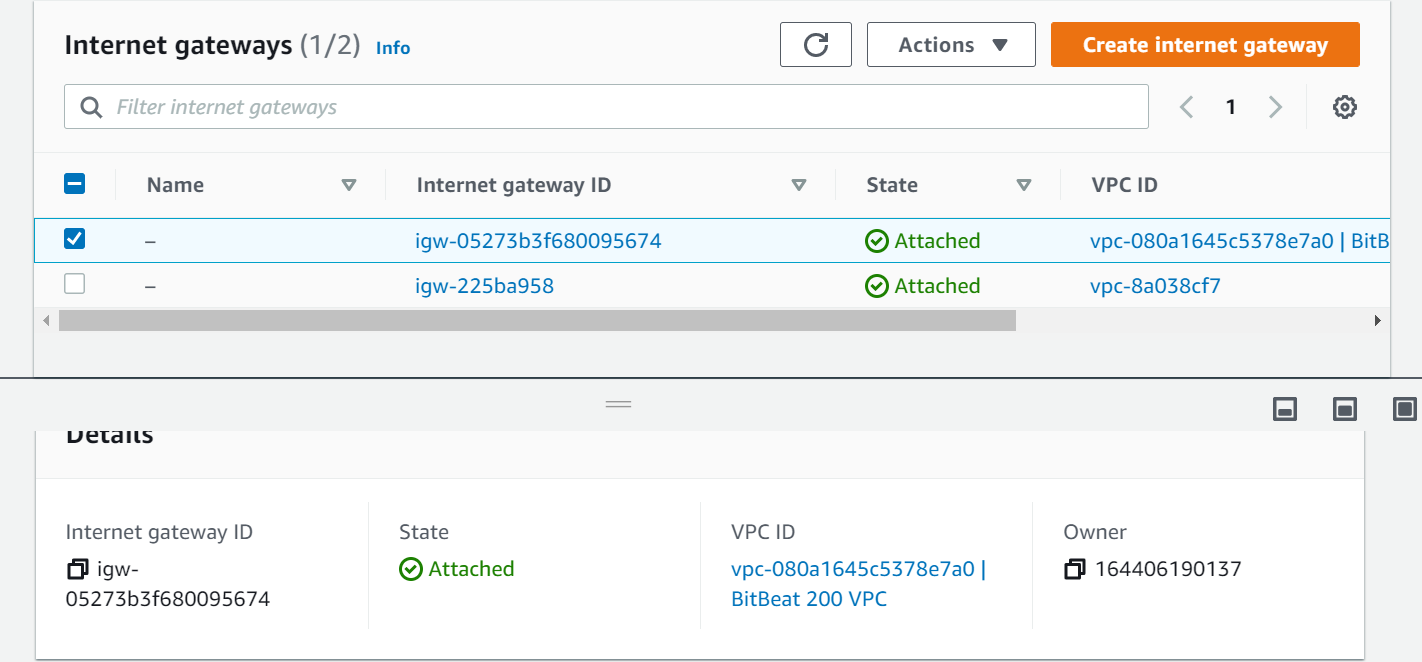 Internet gateways (1/2) Info Actions Create internet gateway
Filter internet gateways 1
Name Internet gateway ID State VPC ID
– igw-05273b3f680095674 Attached vpc-080a1645c5378e7a0 | BitB
– igw-225ba958 Attached vpc-8a038cf7
Details
Internet gateway ID State VPC ID Owner
igw- Attached vpc-080a1645c5378e7a0 | 164406190137
05273b3f680095674 BitBeat 200 VPC